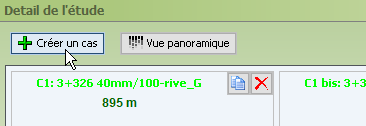 Detail de l'étude
Créer un cas Vue panoramique
C1: 3+326 40mm/100-rive_G C1 bis: 3+3
895 m